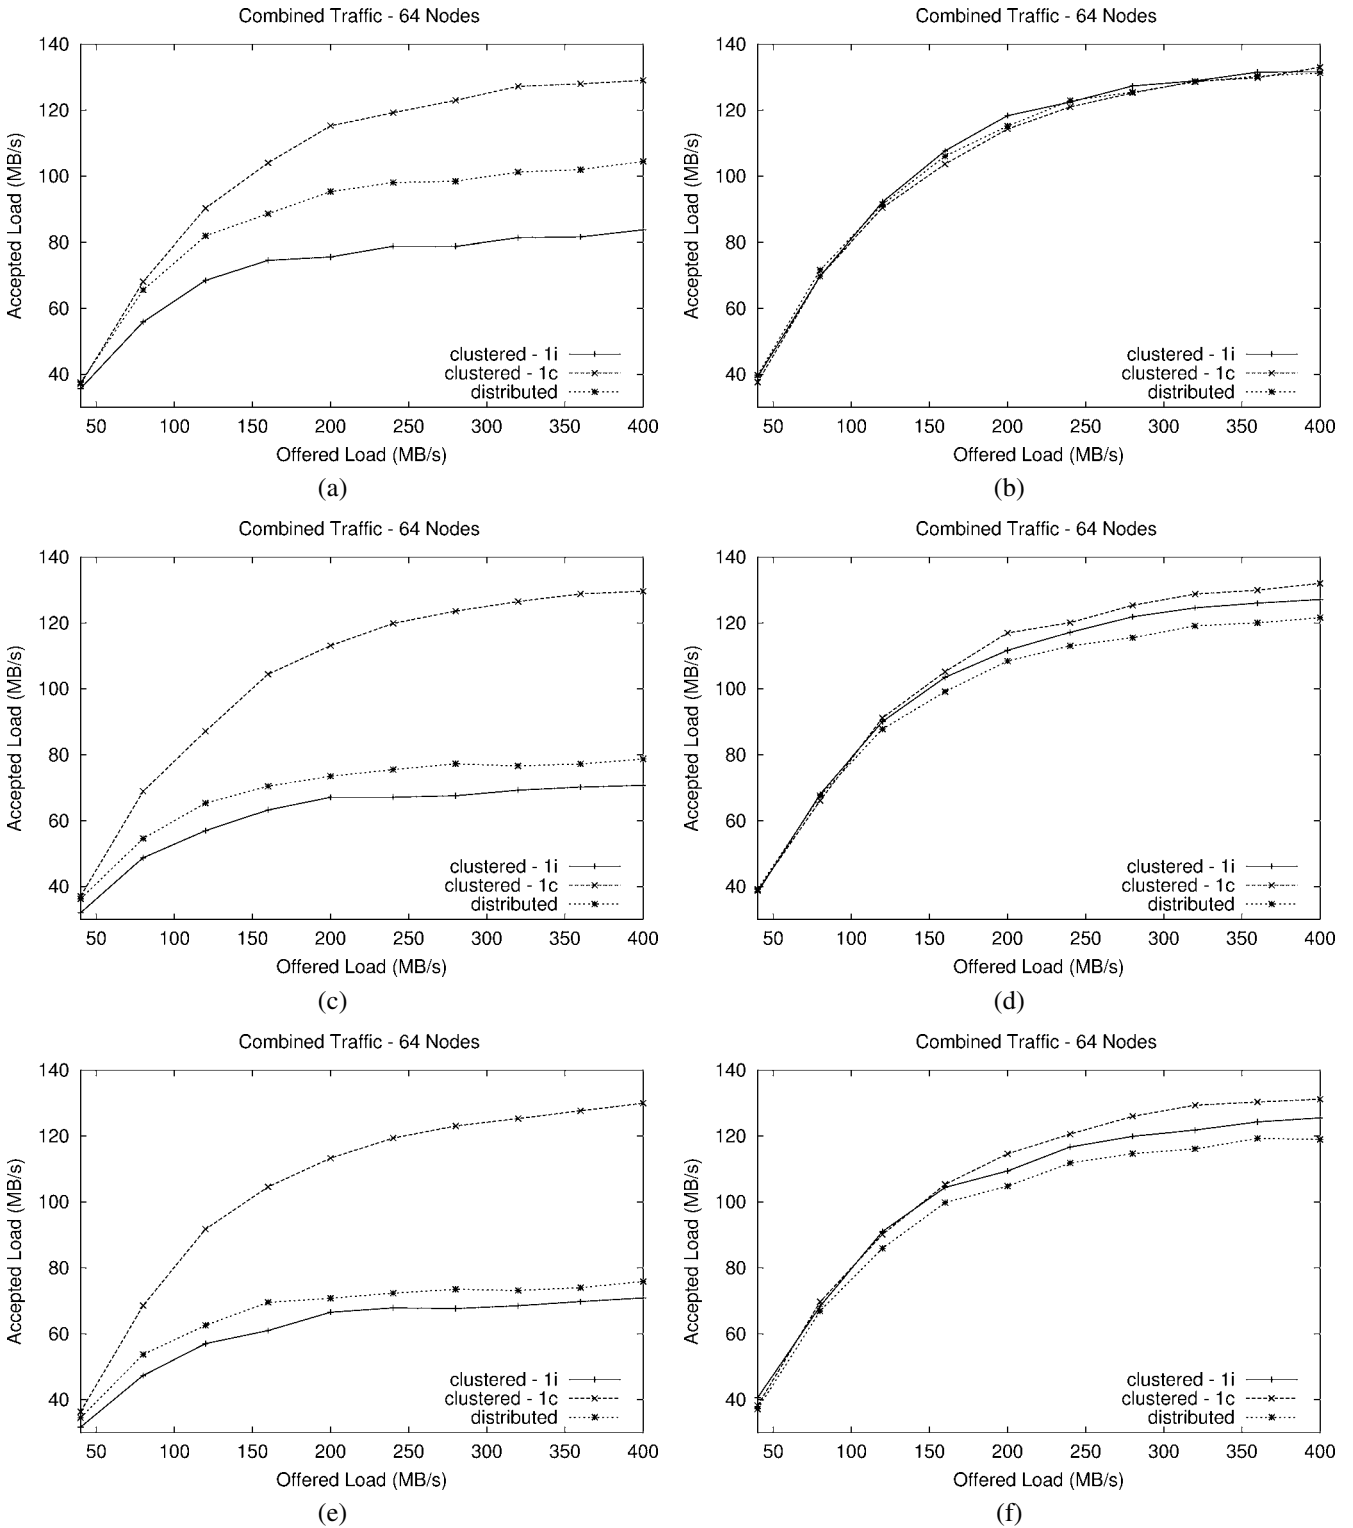 Combined Traffic - 64 Nodes
Accepted Load (MB/s)
140
120
100
80
60
40
clustered - 1i
clustered - 1c
distributed
50 100 150 200 250 300 350 400
Offered Load (MB/s)
(a)
Combined Traffic - 64 Nodes
Accepted Load (MB/s)
140
120
100
80
60
40
clustered - 1i
clustered - 1c
distributed
50 100 150 200 250 300 350 400
Offered Load (MB/s)
(b)
Combined Traffic - 64 Nodes
Accepted Load (MB/s)
140
120
100
80
60
40
clustered - 1i
clustered - 1c
distributed
50 100 150 200 250 300 350 400
Offered Load (MB/s)
(c)
Combined Traffic - 64 Nodes
Accepted Load (MB/s)
140
120
100
80
60
40
clustered - 1i
clustered - 1c
distributed
50 100 150 200 250 300 350 400
Offered Load (MB/s)
(d)
Combined Traffic - 64 Nodes
Accepted Load (MB/s)
140
120
100
80
60
40
clustered - 1i
clustered - 1c
distributed
50 100 150 200 250 300 350 400
Offered Load (MB/s)
(e)
Combined Traffic - 64 Nodes
Accepted Load (MB/s)
140
120
100
80
60
40
clustered - 1i
clustered - 1c
distributed
50 100 150 200 250 300 350 400
Offered Load (MB/s)
(f)